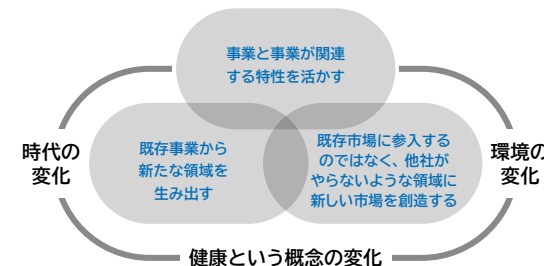 事業と事業が関連
する特性を活かす
時代の
変化
既存事業から
新たな領域を
生み出す
既存市場に参入する
のではなく、他社が
やらないような領域に
新しい市場を創造する
環境の
変化
健康という概念の変化